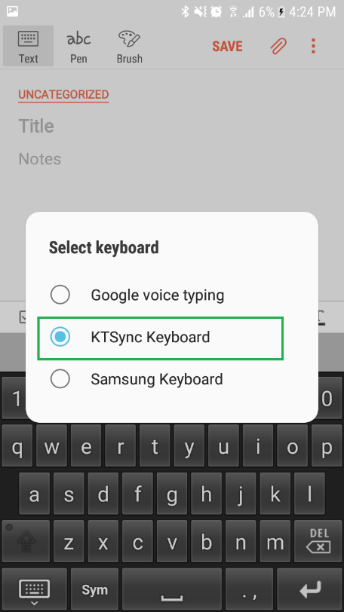 6% 4:24 PM
Text
abc
Pen
Brush
SAVE
UNCATEGORIZED
Title
Notes
Select keyboard
Google voice typing
KTSync Keyboard
Samsung Keyboard
1 0
q w e r t y u i o p
a s d f g h j k l
z x c v b n m DEL
Sym . ,